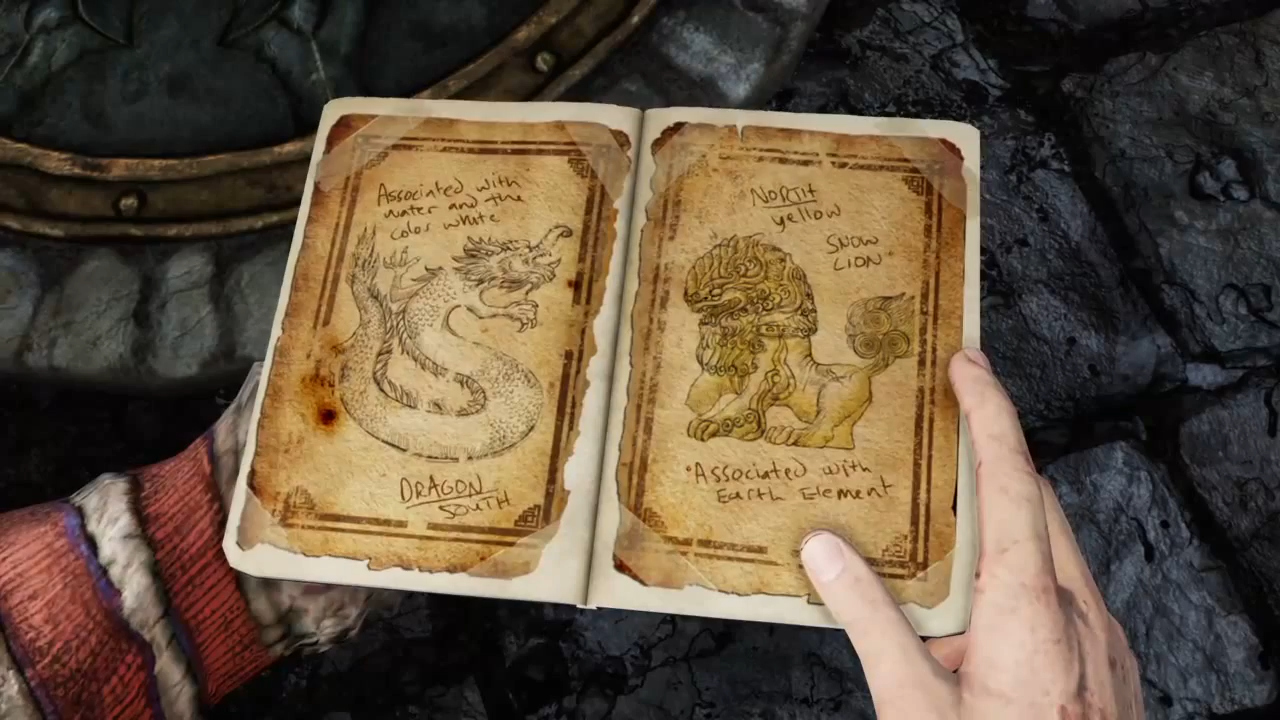 Associated with
water and the
color white
DRAGON
SOUTH
NORTH
yellow
SNOW
LION
•Associated with
Earth Element